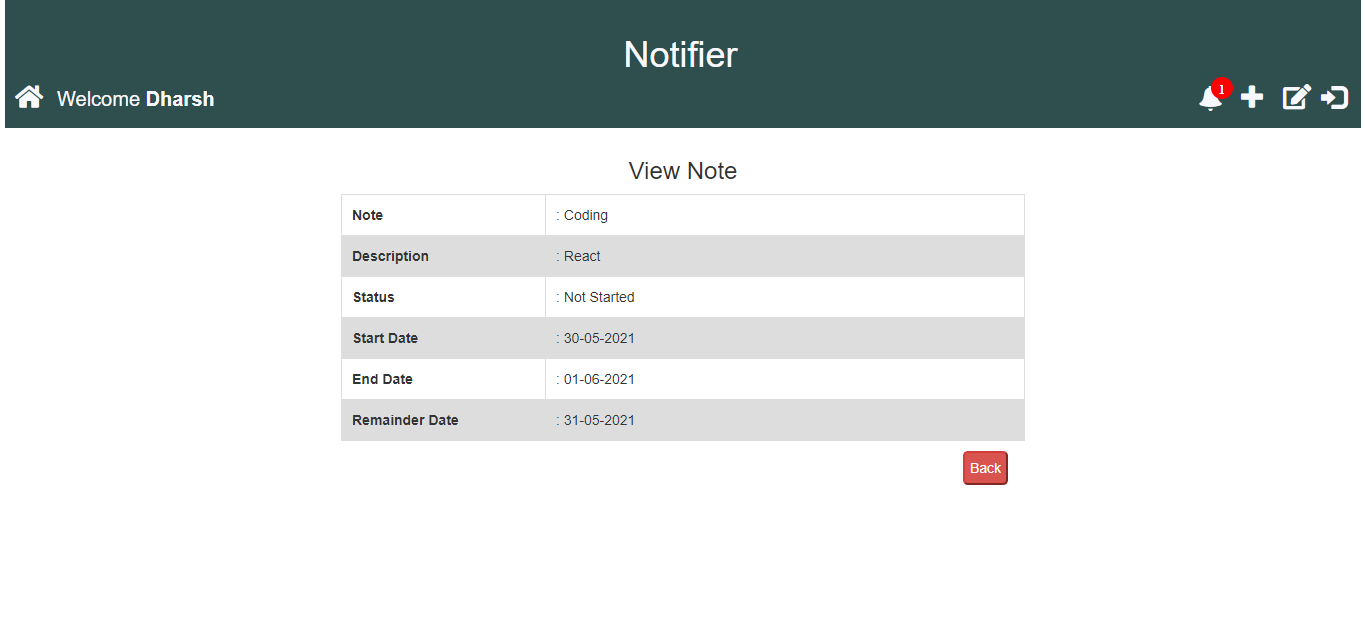 Notifier
Welcome Dharsh
1
View Note
Note : Coding
Description : React
Status : Not Started
Start Date : 30-05-2021
End Date : 01-06-2021
Remainder Date : 31-05-2021
Back